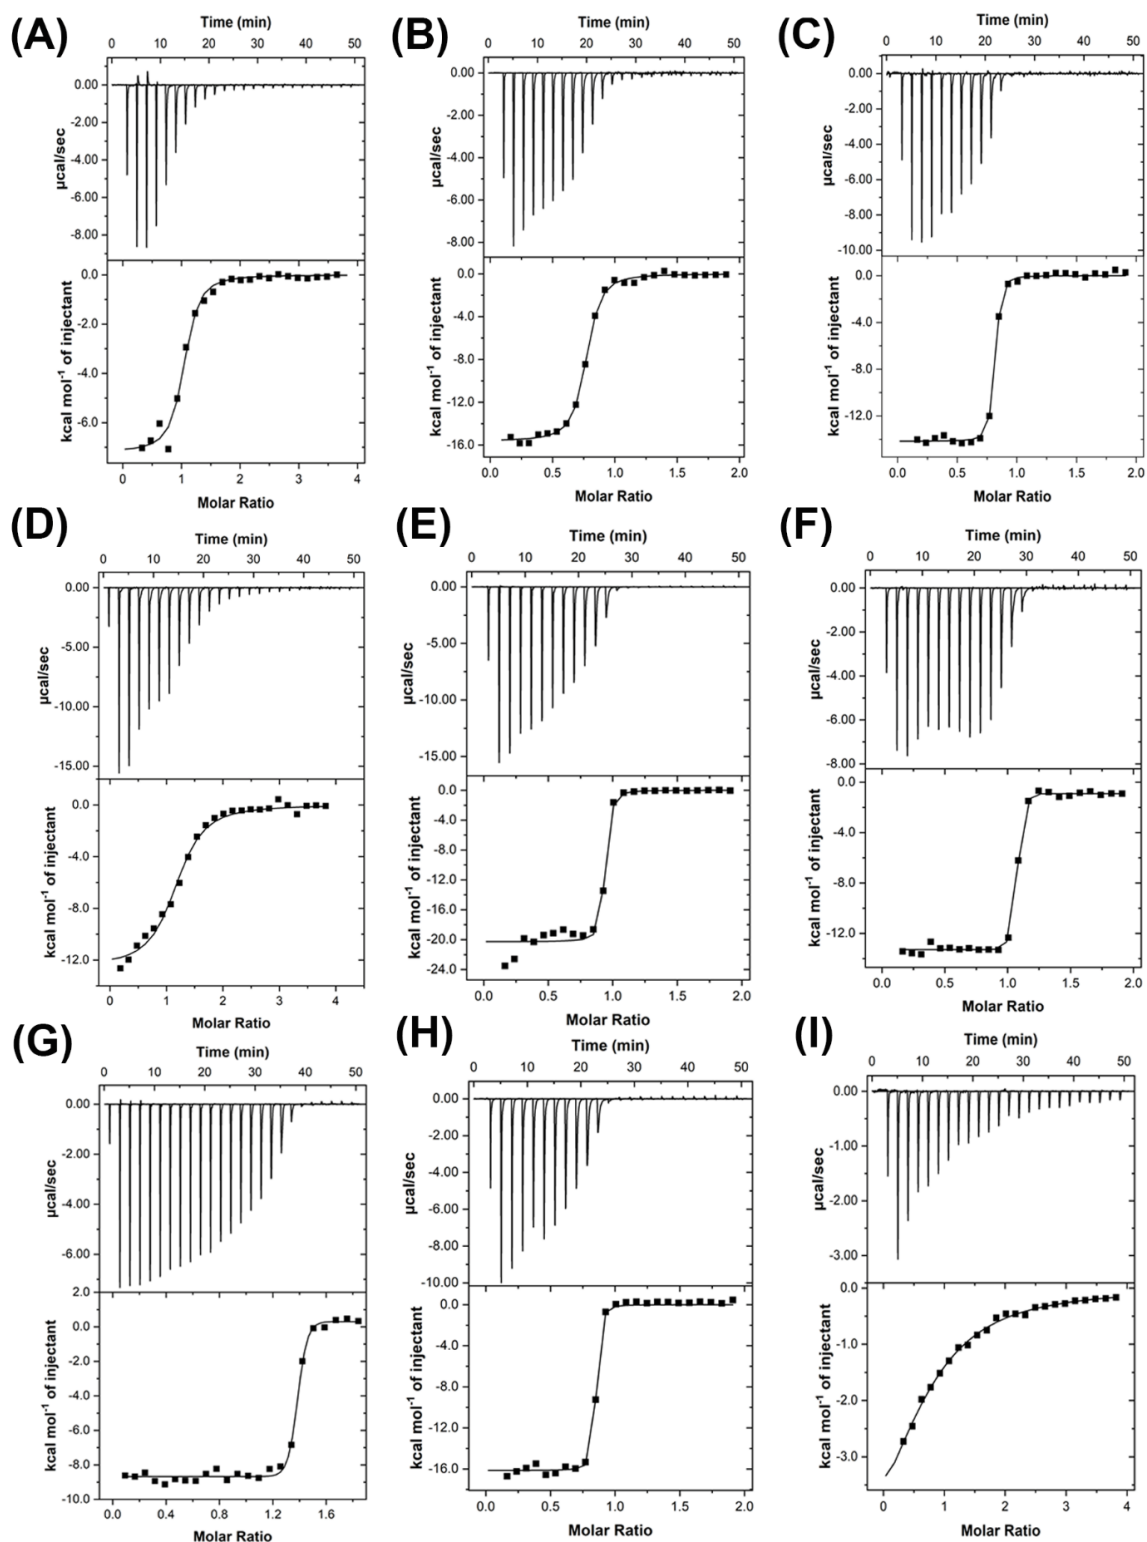 (A)
Time (min)
0 10 20 30 40 50
0.00
-2.00
-4.00
-6.00
-8.00
µcal/sec
0.0
-2.0
-4.0
-6.0
kcal mol⁻¹ of injectant
0 1 2 3 4
Molar Ratio
(B)
Time (min)
0 10 20 30 40 50
0.00
-2.00
-4.00
-6.00
-8.00
µcal/sec
0.0
-4.0
-8.0
-12.0
-16.0
kcal mol⁻¹ of injectant
0.0 0.5 1.0 1.5 2.0
Molar Ratio
(C)
Time (min)
0 10 20 30 40 50
0.00
-2.00
-4.00
-6.00
-8.00
-10.00
µcal/sec
0.0
-4.0
-8.0
-12.0
kcal mol⁻¹ of injectant
0.0 0.5 1.0 1.5 2.0
Molar Ratio
(D)
Time (min)
0 10 20 30 40 50
0.00
-5.00
-10.00
-15.00
µcal/sec
0.0
-4.0
-8.0
-12.0
kcal mol⁻¹ of injectant
0 1 2 3 4
Molar Ratio
(E)
Time (min)
0 10 20 30 40 50
0.00
-5.00
-10.00
-15.00
µcal/sec
0.0
-4.0
-8.0
-12.0
-16.0
-20.0
-24.0
kcal mol⁻¹ of injectant
0.0 0.5 1.0 1.5 2.0
Molar Ratio
(F)
Time (min)
0 10 20 30 40 50
0.00
-2.00
-4.00
-6.00
-8.00
µcal/sec
0.0
-4.0
-8.0
-12.0
kcal mol⁻¹ of injectant
0.0 0.5 1.0 1.5 2.0
Molar Ratio
(G)
Time (min)
0 10 20 30 40 50
0.00
-2.00
-4.00
-6.00
µcal/sec
2.0
0.0
-2.0
-4.0
-6.0
-8.0
-10.0
kcal mol⁻¹ of injectant
0.0 0.4 0.8 1.2 1.6
Molar Ratio
(H)
Time (min)
0 10 20 30 40 50
0.00
-2.00
-4.00
-6.00
-8.00
-10.00
µcal/sec
0.0
-4.0
-8.0
-12.0
-16.0
kcal mol⁻¹ of injectant
0.0 0.5 1.0 1.5 2.0
Molar Ratio
(I)
Time (min)
0 10 20 30 40 50
0.00
-1.00
-2.00
-3.00
µcal/sec
0.0
-1.0
-2.0
-3.0
kcal mol⁻¹ of injectant
0 1 2 3 4
Molar Ratio